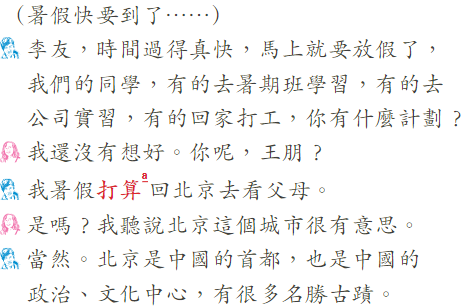 （暑假快要到了……）
李友，時間過得真快，馬上就要放假了，
我們的同學，有的去暑期班學習，有的去
公司實習，有的回家打工，你有什麼計劃？
我還沒有想好。你呢，王朋？
我暑假打算a回北京去看父母。
是嗎？我聽說北京這個城市很有意思。
當然。北京是中國的首都，也是中國的
政治、文化中心，有很多名勝古蹟。